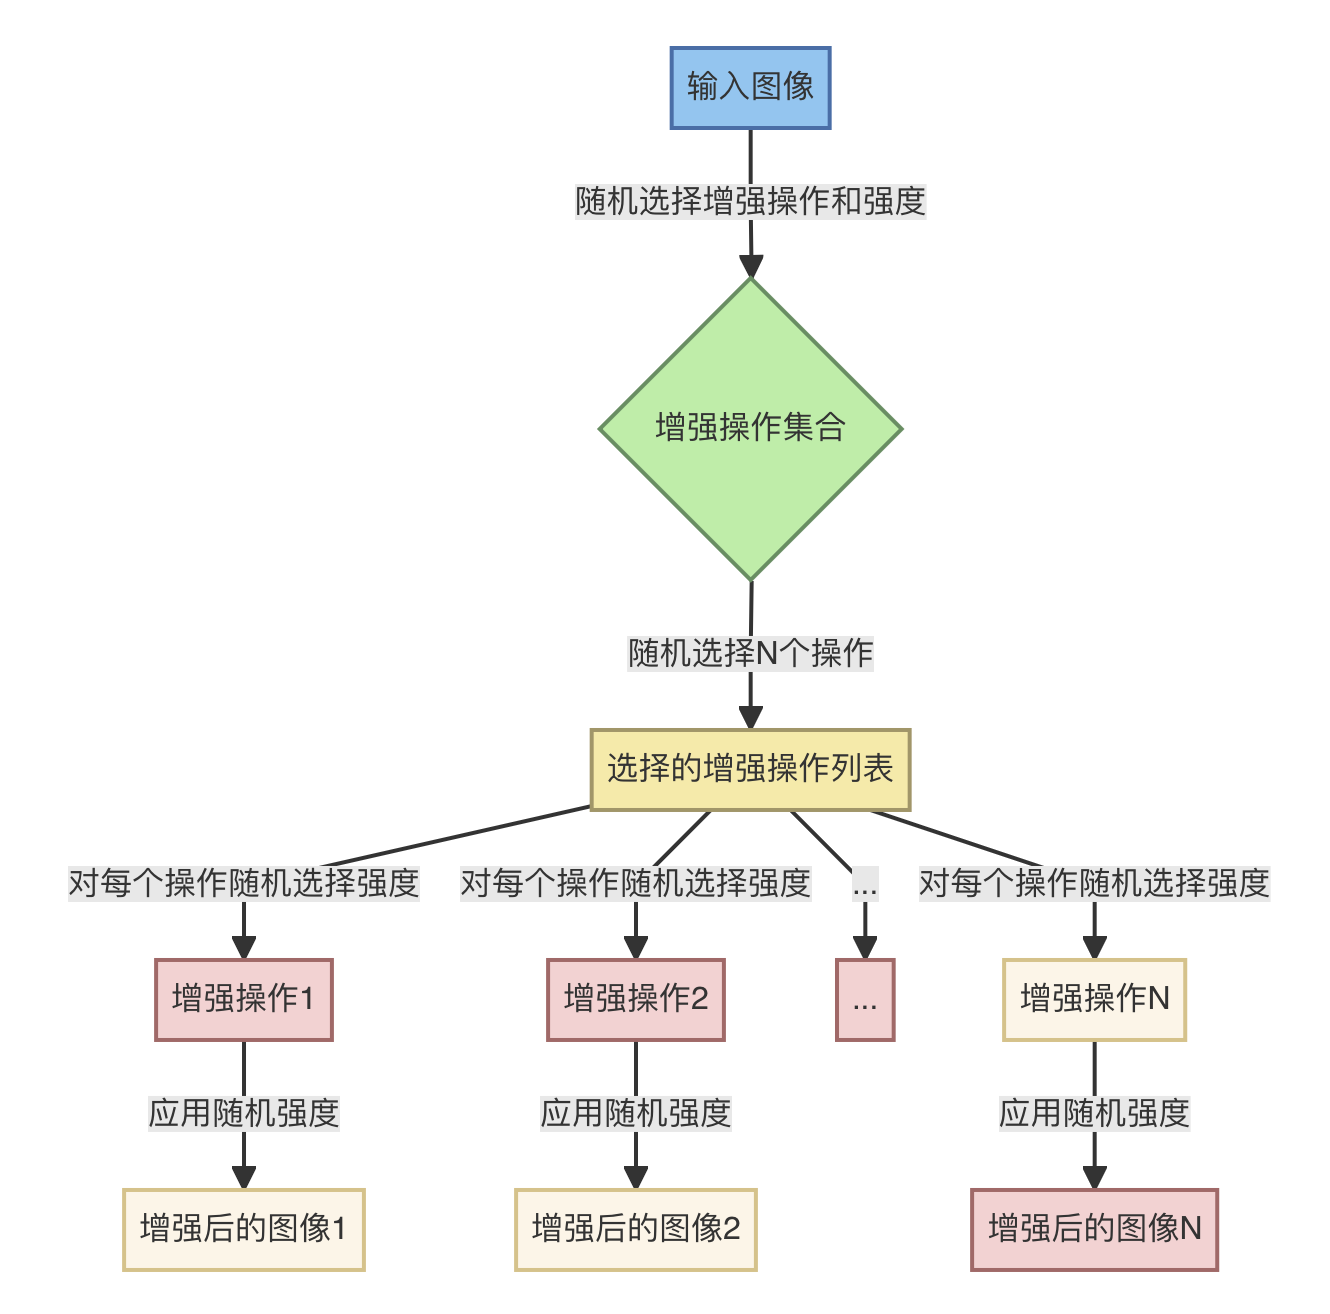 输入图像
随机选择增强操作和强度
增强操作集合
随机选择N个操作
选择的增强操作列表
对每个操作随机选择强度
对每个操作随机选择强度
...
对每个操作随机选择强度
增强操作1
增强操作2
...
增强操作N
应用随机强度
应用随机强度
应用随机强度
增强后的图像1
增强后的图像2
增强后的图像N